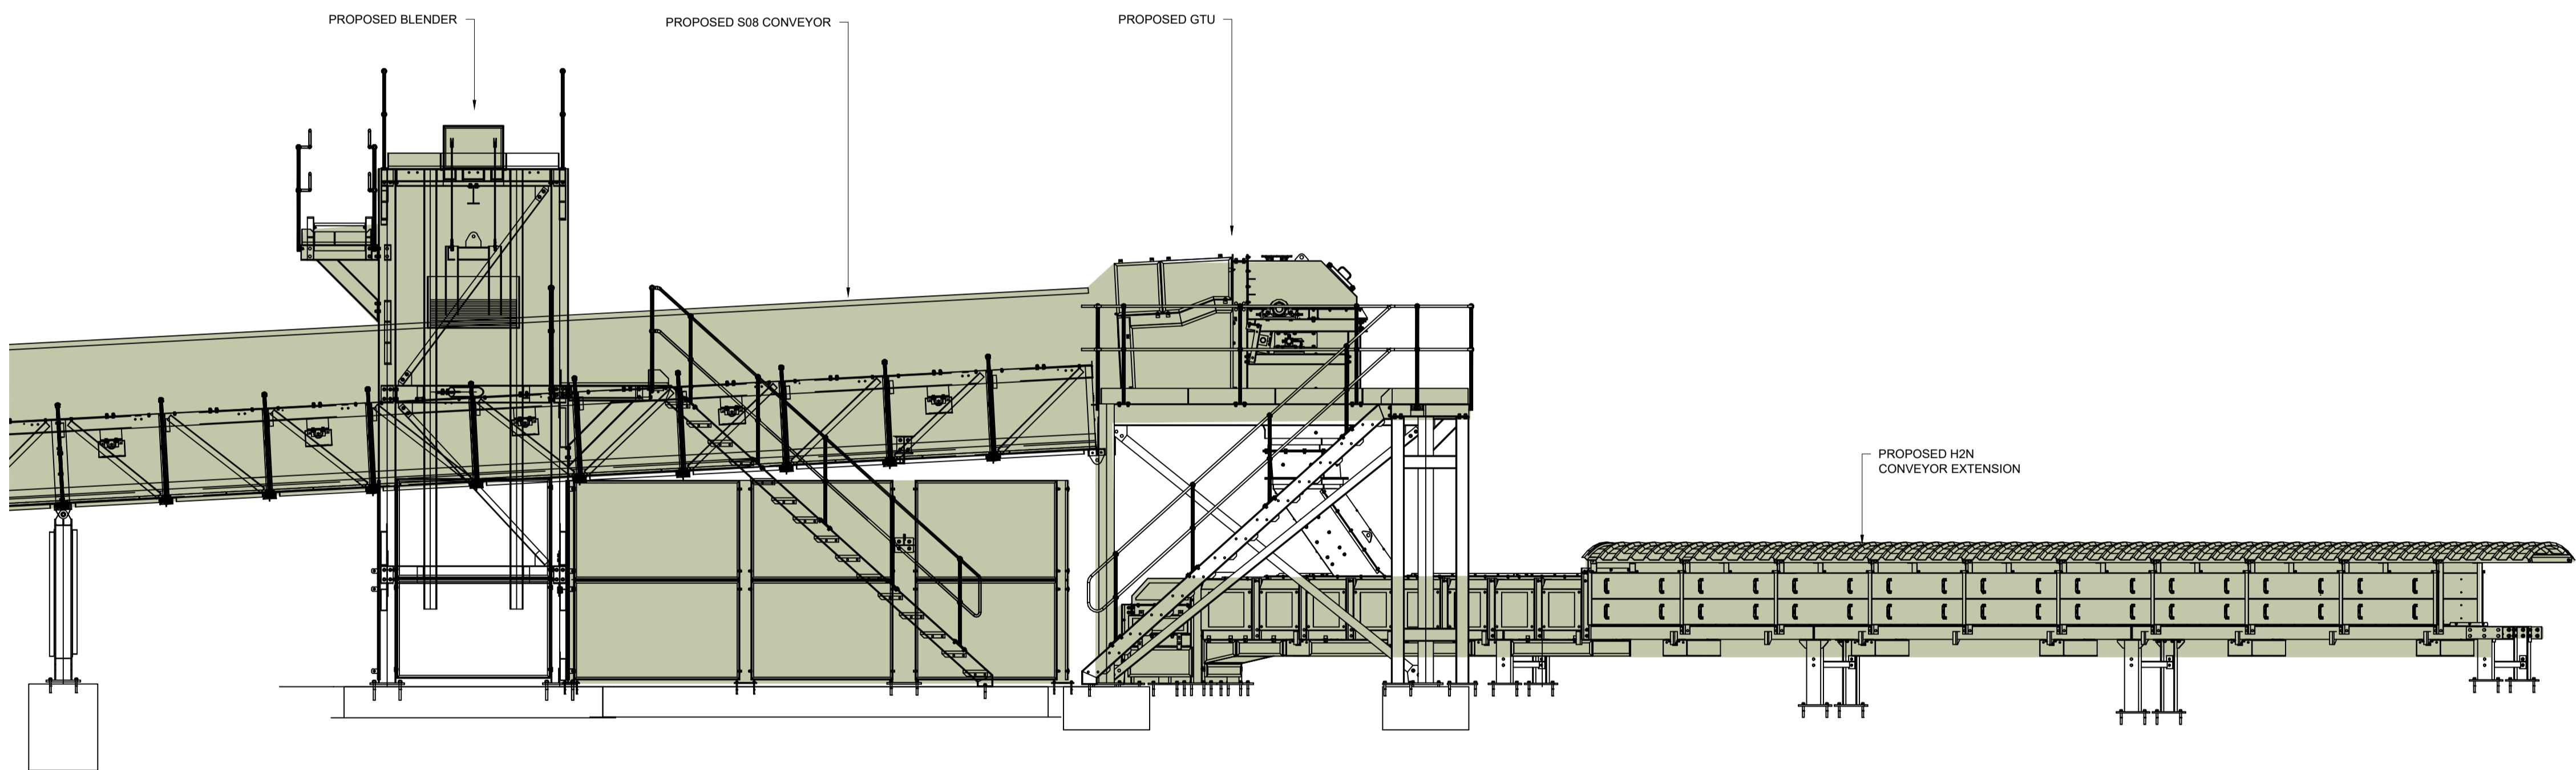 PROPOSED BLENDER
PROPOSED S08 CONVEYOR
PROPOSED GTU
PROPOSED H2N
CONVEYOR EXTENSION